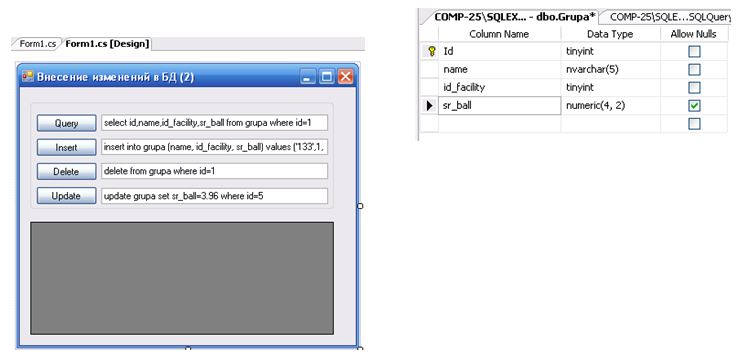 Form1.cs Form1.cs [Design]
Внесение изменений в БД (2)
Query select id,name,id_facility,sr_ball from grupa where id=1
Insert insert into grupa (name, id_facility, sr_ball) values ('133',1,
Delete delete from grupa where id=1
Update update grupa set sr_ball=3.96 where id=5
COMP-25\SQLEX... - dbo.Grupa* COMP-25\SQLE...SQLQuery
Column Name Data Type Allow Nulls
Id tinyint
name nvarchar(5)
id_facility tinyint
sr_ball numeric(4, 2)